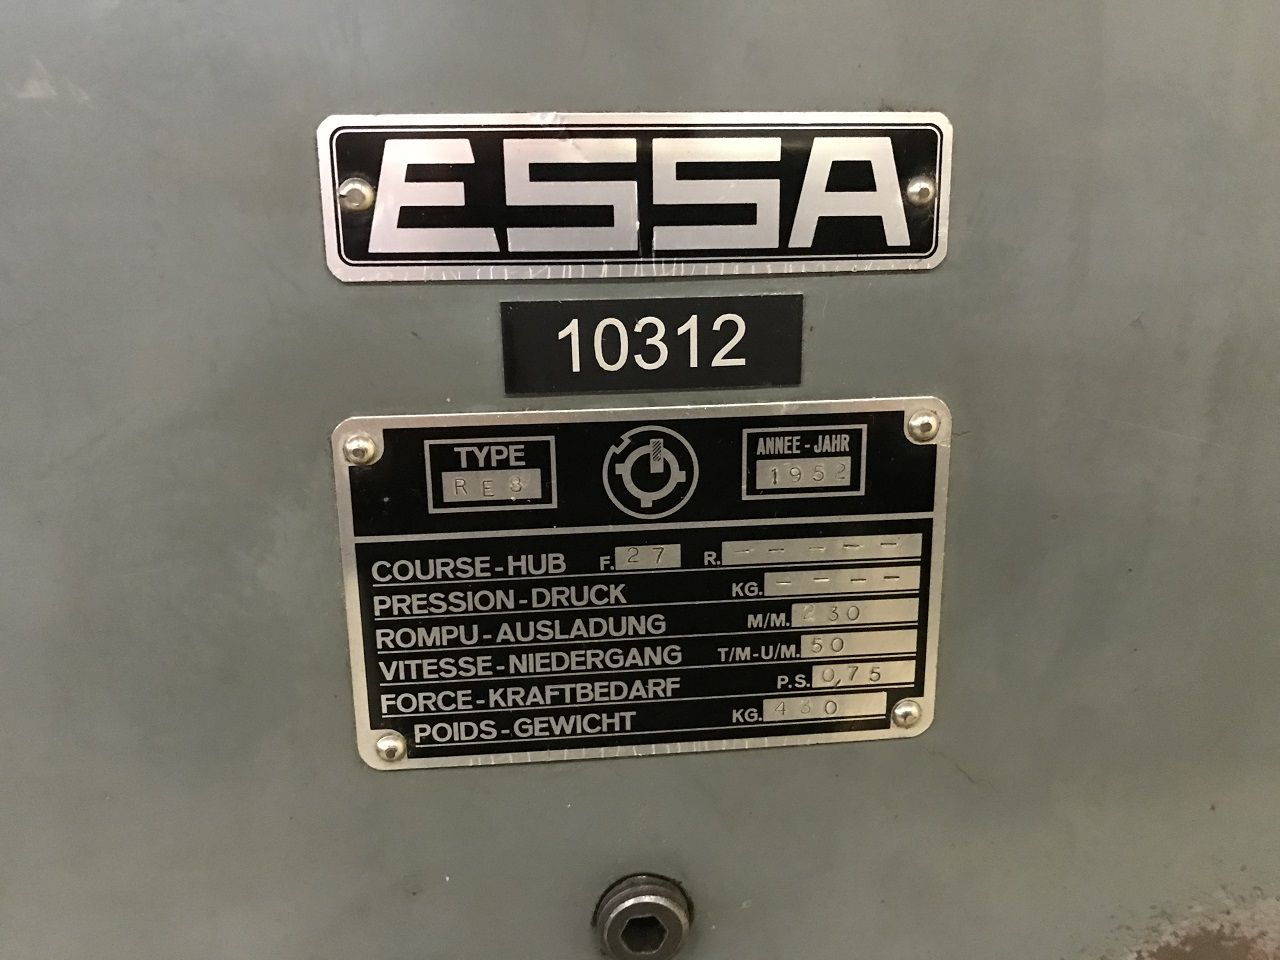 ESSA
10312
TYPE
RE3
ANNEE-JAHR
1952
COURSE-HUB F. 27 R. - - - - -
PRESSION-DRUCK KG. - - - -
ROMPU-AUSLADUNG M/M. 230
VITESSE-NIEDERGANG T/M-U/M. 50
FORCE-KRAFTBEDARF P.S. 0,75
POIDS-GEWICHT KG. 430